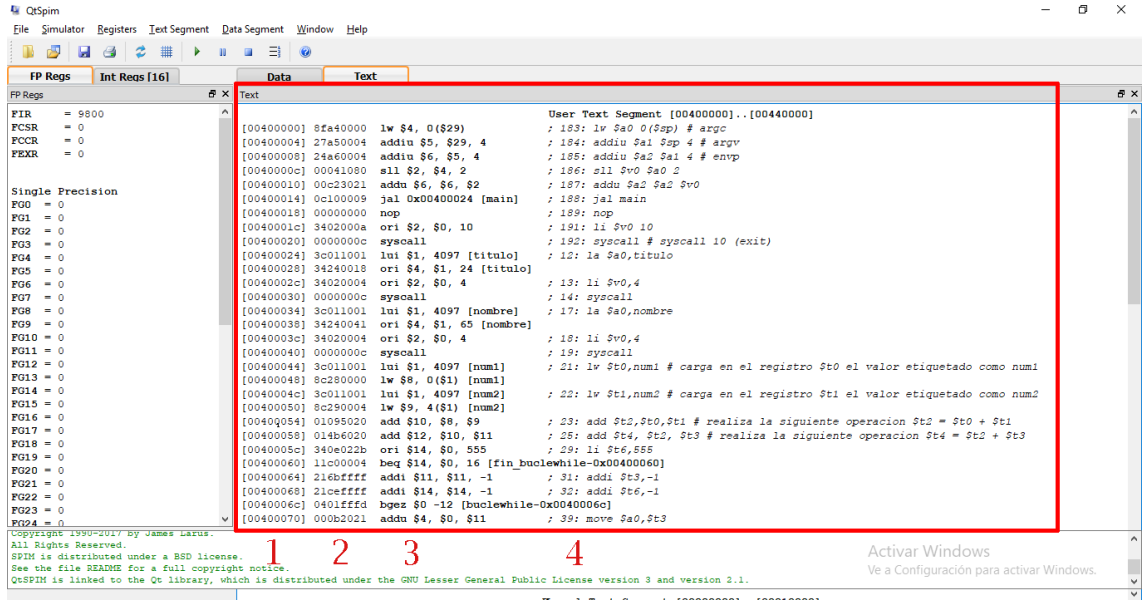 QtSpim
File Simulator Registers Text Segment Data Segment Window Help
FP Regs Int Regs [16] Data Text
FP Regs Text
FIR = 9800
FCSR = 0
FCCR = 0
FEXR = 0
Single Precision
FG0 = 0
FG1 = 0
FG2 = 0
FG3 = 0
FG4 = 0
FG5 = 0
FG6 = 0
FG7 = 0
FG8 = 0
FG9 = 0
FG10 = 0
FG11 = 0
FG12 = 0
FG13 = 0
FG14 = 0
FG15 = 0
FG16 = 0
FG17 = 0
FG18 = 0
FG19 = 0
FG20 = 0
FG21 = 0
FG22 = 0
FG23 = 0
FG24 = 0
User Text Segment [00400000]..[00440000]
[00400000] 8fa40000 lw $4, 0($29) ; 183: lw $a0 0($sp) # argc
[00400004] 27a50004 addiu $5, $29, 4 ; 184: addiu $a1 $sp 4 # argv
[00400008] 24a60004 addiu $6, $5, 4 ; 185: addiu $a2 $a1 4 # envp
[0040000c] 00041080 sll $2, $4, 2 ; 186: sll $v0 $a0 2
[00400010] 00c23021 addu $6, $6, $2 ; 187: addu $a2 $a2 $v0
[00400014] 0c100009 jal 0x00400024 [main] ; 188: jal main
[00400018] 00000000 nop ; 189: nop
[0040001c] 3402000a ori $2, $0, 10 ; 191: li $v0 10
[00400020] 0000000c syscall ; 192: syscall # syscall 10 (exit)
[00400024] 3c011001 lui $1, 4097 [titulo] ; 12: la $a0,titulo
[00400028] 34240018 ori $4, $1, 24 [titulo]
[0040002c] 34020004 ori $2, $0, 4 ; 13: li $v0,4
[00400030] 0000000c syscall ; 14: syscall
[00400034] 3c011001 lui $1, 4097 [nombre] ; 17: la $a0,nombre
[00400038] 34240041 ori $4, $1, 65 [nombre]
[0040003c] 34020004 ori $2, $0, 4 ; 18: li $v0,4
[00400040] 0000000c syscall ; 19: syscall
[00400044] 3c011001 lui $1, 4097 [num1] ; 21: lw $t0,num1 # carga en el registro $t0 el valor etiquetado como num1
[00400048] 8c280000 lw $8, 0($1) [num1]
[0040004c] 3c011001 lui $1, 4097 [num2] ; 22: lw $t1,num2 # carga en el registro $t1 el valor etiquetado como num2
[00400050] 8c290004 lw $9, 4($1) [num2]
[00400054] 01095020 add $10, $8, $9 ; 23: add $t2,$t0,$t1 # realiza la siguiente operacion $t2 = $t0 + $t1
[00400058] 014b6020 add $12, $10, $11 ; 25: add $t4, $t2, $t3 # realiza la siguiente operacion $t4 = $t2 + $t3
[0040005c] 340e022b ori $14, $0, 555 ; 29: li $t6,555
[00400060] 11c00004 beq $14, $0, 16 [fin_buclewhile-0x00400060]
[00400064] 216bffff addi $11, $11, -1 ; 31: addi $t3,-1
[00400068] 21ceffff addi $14, $14, -1 ; 32: addi $t6,-1
[0040006c] 0401fffd bgez $0 -12 [buclewhile-0x0040006c]
[00400070] 000b2021 addu $4, $0, $11 ; 39: move $a0,$t3
Copyright 1990-2017 by James Larus.
All Rights Reserved.
SPIM is distributed under a BSD license.
See the file README for a full copyright notice.
QtSPIM is linked to the Qt library, which is distributed under the GNU Lesser General Public License version 3 and version 2.1.
1 2 3 4
Activar Windows
Ve a Configuración para activar Windows.